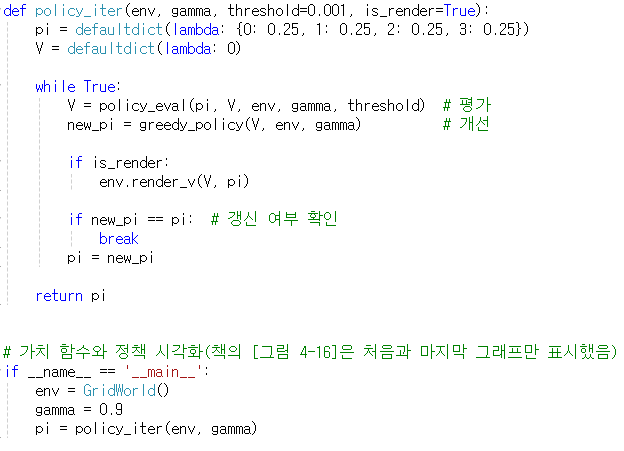 def policy_iter(env, gamma, threshold=0.001, is_render=True):
    pi = defaultdict(lambda: {0: 0.25, 1: 0.25, 2: 0.25, 3: 0.25})
    V = defaultdict(lambda: 0)

    while True:
        V = policy_eval(pi, V, env, gamma, threshold)  # 평가
        new_pi = greedy_policy(V, env, gamma)          # 개선

        if is_render:
            env.render_v(V, pi)

        if new_pi == pi:  # 갱신 여부 확인
            break
        pi = new_pi

    return pi


# 가치 함수와 정책 시각화(책의 [그림 4-16]은 처음과 마지막 그래프만 표시했음)
if __name__ == '__main__':
    env = GridWorld()
    gamma = 0.9
    pi = policy_iter(env, gamma)